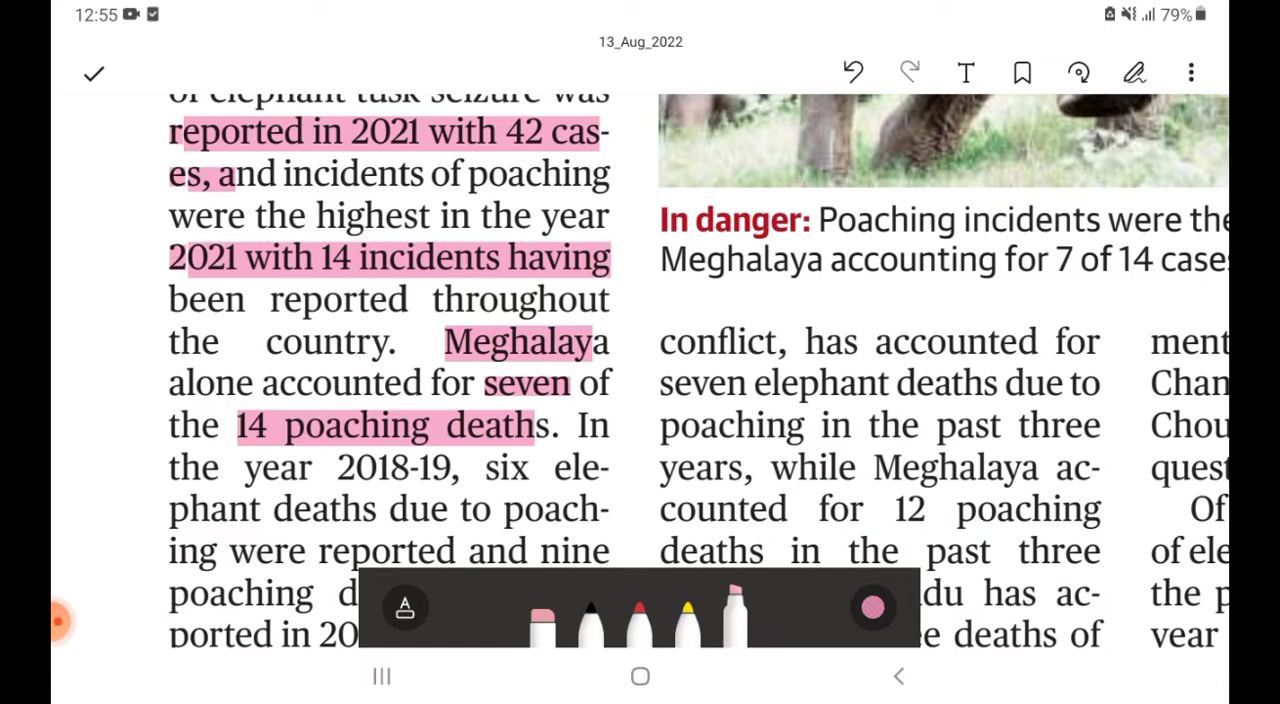 12:55
79%
13_Aug_2022
T
of elephant tusk seizure was
reported in 2021 with 42 cas-
es, and incidents of poaching
were the highest in the year
2021 with 14 incidents having
been reported throughout
the country. Meghalaya
alone accounted for seven of
the 14 poaching deaths. In
the year 2018-19, six ele-
phant deaths due to poach-
ing were reported and nine
poaching d
ported in 20
In danger: Poaching incidents were the
Meghalaya accounting for 7 of 14 case
conflict, has accounted for
seven elephant deaths due to
poaching in the past three
years, while Meghalaya ac-
counted for 12 poaching
deaths in the past three
du has ac-
e deaths of
ment
Chan
Chou
quest
Of
of ele
the p
year
A